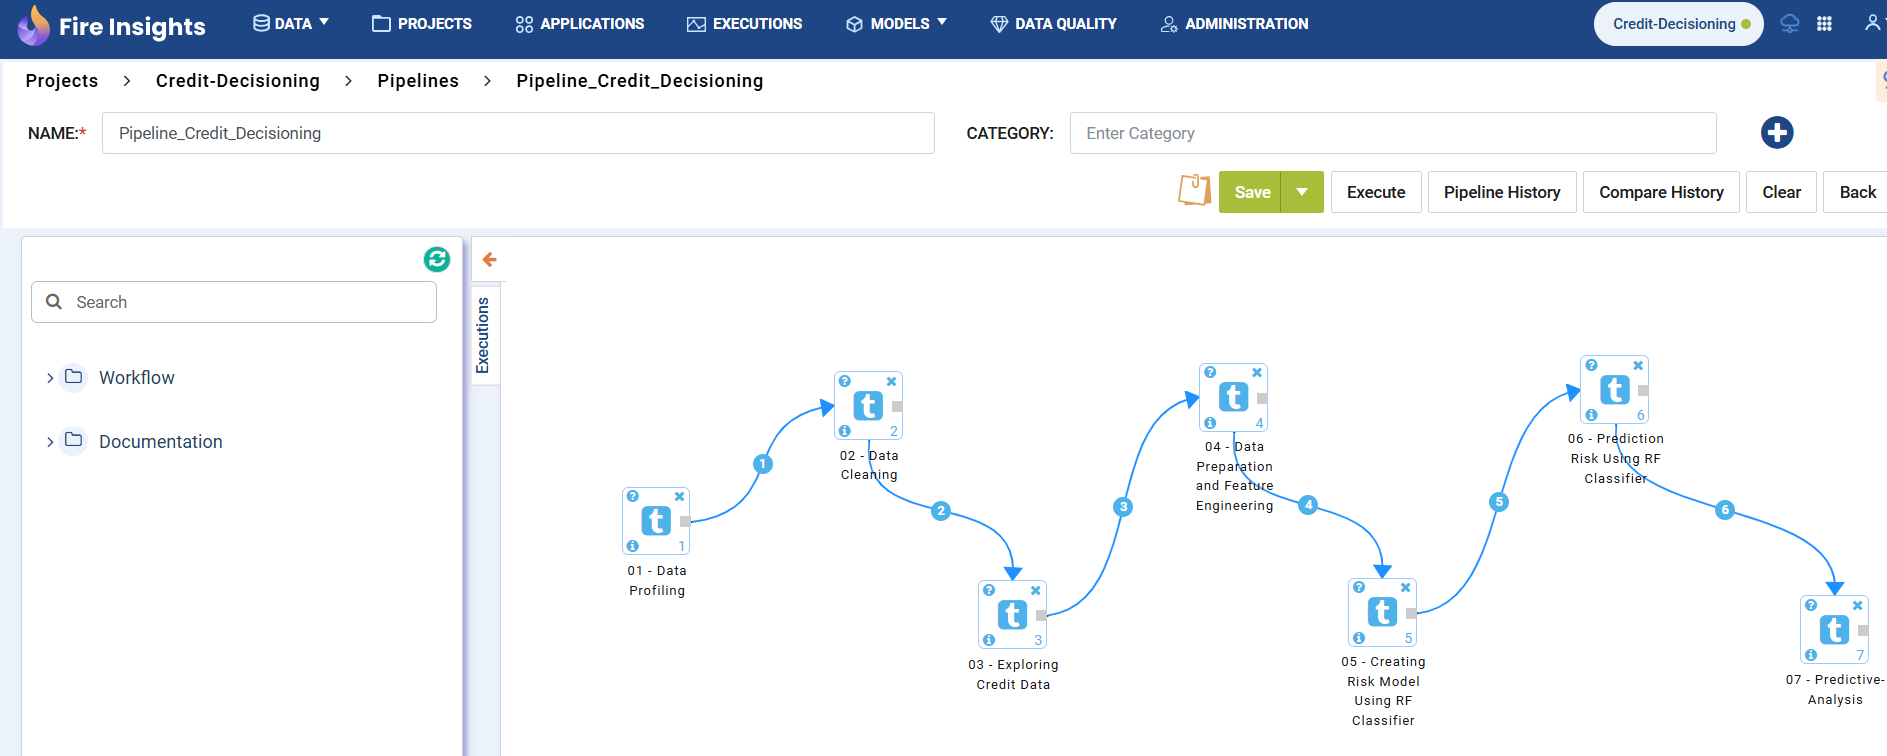 Fire Insights
DATA
PROJECTS
APPLICATIONS
EXECUTIONS
MODELS
DATA QUALITY
ADMINISTRATION
Credit-Decisioning
Projects > Credit-Decisioning > Pipelines > Pipeline_Credit_Decisioning
NAME:*
Pipeline_Credit_Decisioning
CATEGORY:
Enter Category
Save
Execute
Pipeline History
Compare History
Clear
Back
Search
Workflow
Documentation
Executions
t
1
01 - Data
Profiling
1
t
2
02 - Data
Cleaning
2
t
3
03 - Exploring
Credit Data
3
t
4
04 - Data
Preparation
and Feature
Engineering
4
t
5
05 - Creating
Risk Model
Using RF
Classifier
5
t
6
06 - Prediction
Risk Using RF
Classifier
6
t
7
07 - Predictive-
Analysis